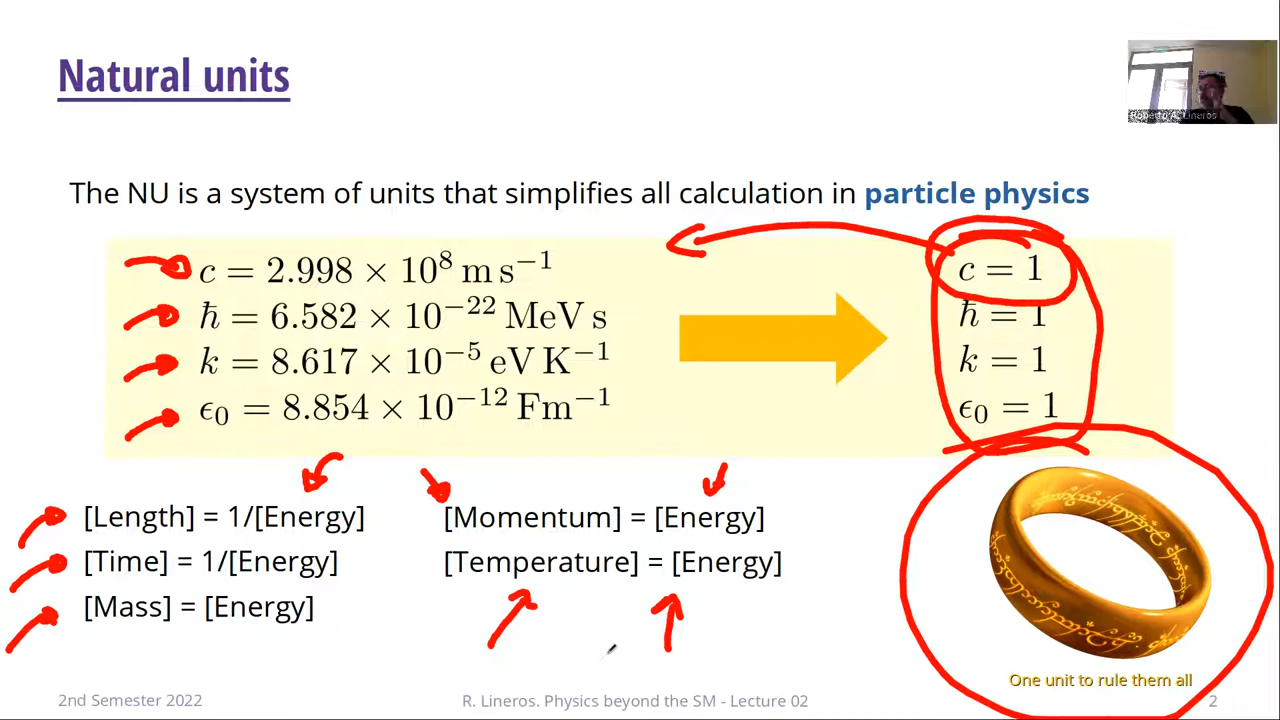 Natural units
Roberto A. Lineros
The NU is a system of units that simplifies all calculation in particle physics
c = 2.998 × 10⁸ m s⁻¹
ħ = 6.582 × 10⁻²² MeV s
k = 8.617 × 10⁻⁵ eV K⁻¹
ϵ₀ = 8.854 × 10⁻¹² Fm⁻¹
c = 1
ħ = 1
k = 1
ϵ₀ = 1
[Length] = 1/[Energy]
[Time] = 1/[Energy]
[Mass] = [Energy]
[Momentum] = [Energy]
[Temperature] = [Energy]
One unit to rule them all
2nd Semester 2022
R. Lineros. Physics beyond the SM - Lecture 02
2